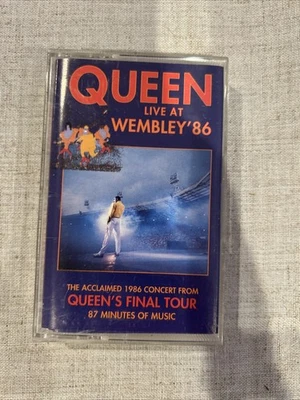 QUEEN
LIVE AT
WEMBLEY'86
THE ACCLAIMED 1986 CONCERT FROM
QUEEN'S FINAL TOUR
87 MINUTES OF MUSIC